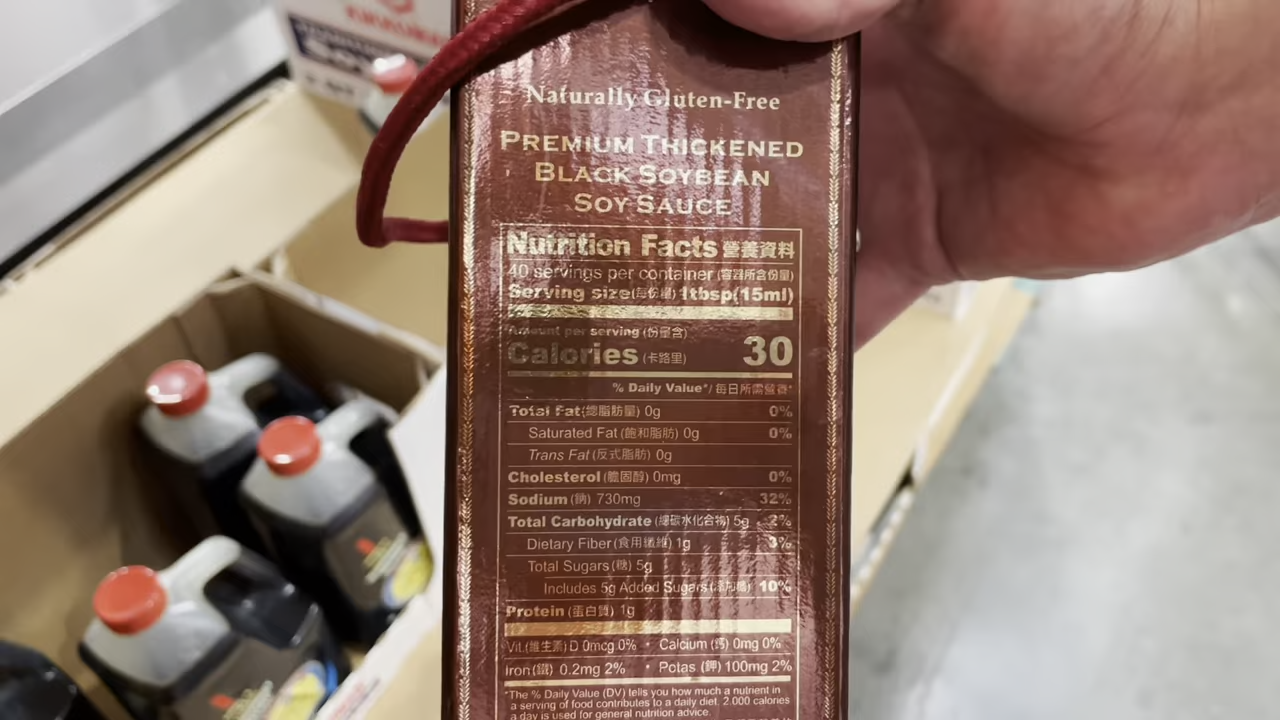 Naturally Gluten-Free
PREMIUM THICKENED
BLACK SOYBEAN
SOY SAUCE
Nutrition Facts 營養資料
40 servings per container (容器所含份量)
Serving size(每份量) 1tbsp(15ml)
Amount per serving (份量含)
Calories (卡路里) 30
% Daily Value*/ 每日所需營養*
Total Fat(總脂肪量) 0g 0%
Saturated Fat (飽和脂肪) 0g 0%
Trans Fat (反式脂肪) 0g
Cholesterol (膽固醇) 0mg 0%
Sodium (鈉) 730mg 32%
Total Carbohydrate (總碳水化合物) 5g 2%
Dietary Fiber (食用纖維) 1g 3%
Total Sugars (糖) 5g
Includes 5g Added Sugars (添加糖) 10%
Protein (蛋白質) 1g
Vit.(維生素) D 0mcg 0% • Calcium (鈣) 0mg 0%
Iron (鐵) 0.2mg 2% • Potas (鉀) 100mg 2%
*The % Daily Value (DV) tells you how much a nutrient in
a serving of food contributes to a daily diet. 2,000 calories
a day is used for general nutrition advice.